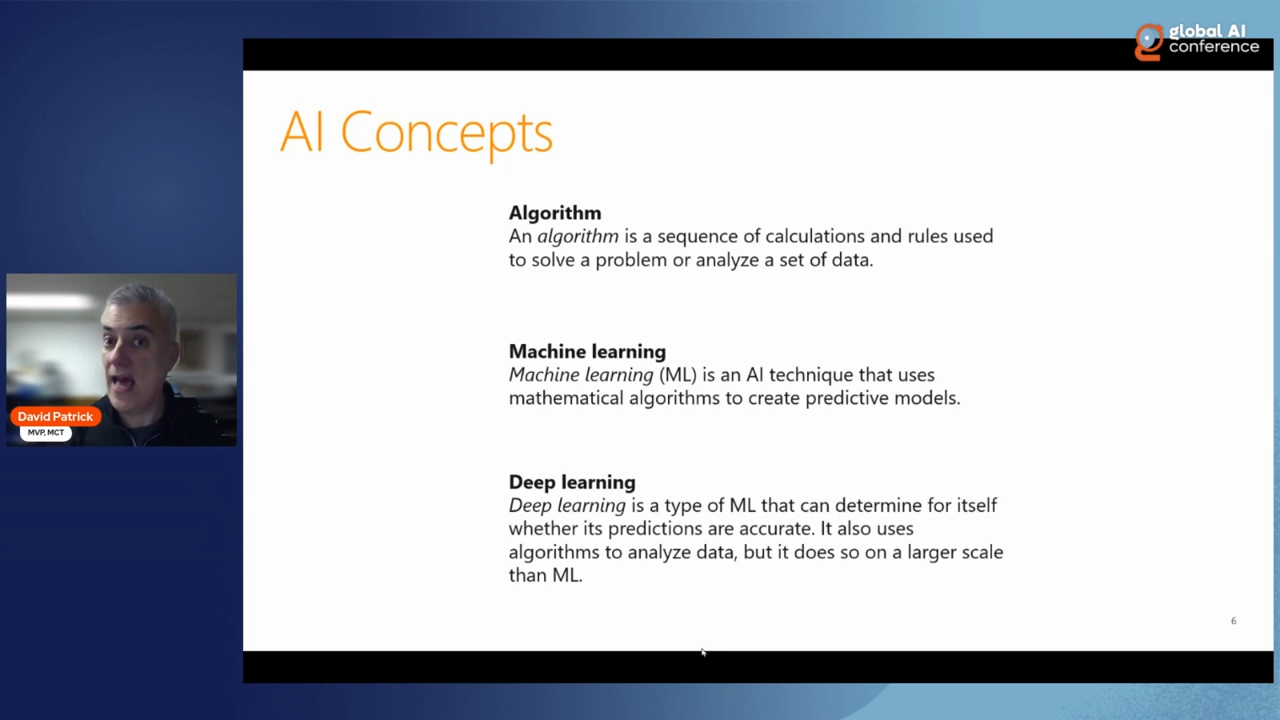 global AI
conference
AI Concepts
Algorithm
An algorithm is a sequence of calculations and rules used
to solve a problem or analyze a set of data.
Machine learning
Machine learning (ML) is an AI technique that uses
mathematical algorithms to create predictive models.
Deep learning
Deep learning is a type of ML that can determine for itself
whether its predictions are accurate. It also uses
algorithms to analyze data, but it does so on a larger scale
than ML.
6
David Patrick
MVP, MCT